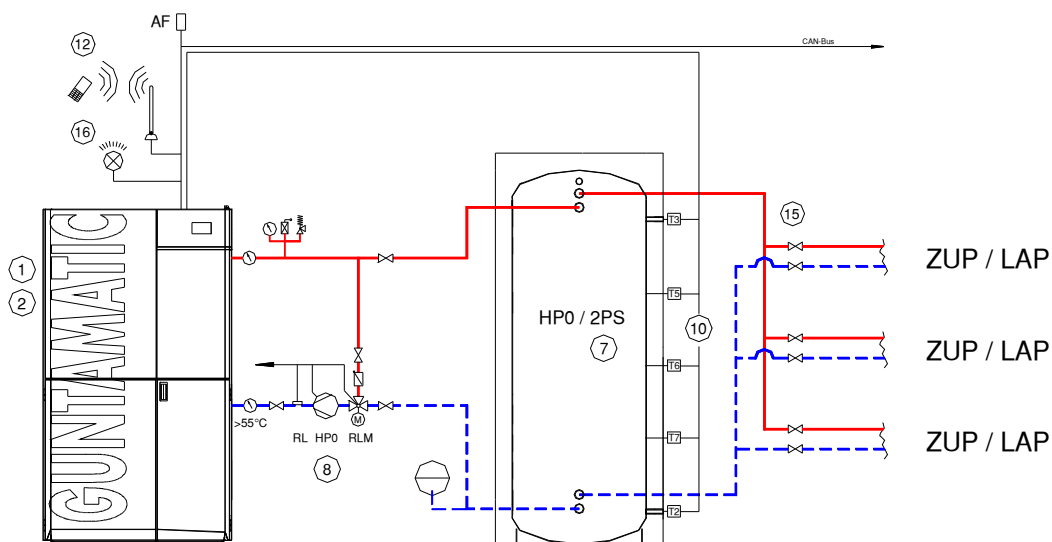 AF
CAN-Bus
12
16
1
2
GUNTAMATIC
15
T3
ZUP / LAP
T5
HP0 / 2PS
7
10
ZUP / LAP
T6
>55°C
M
RL HP0 RLM
8
T7
ZUP / LAP
T2